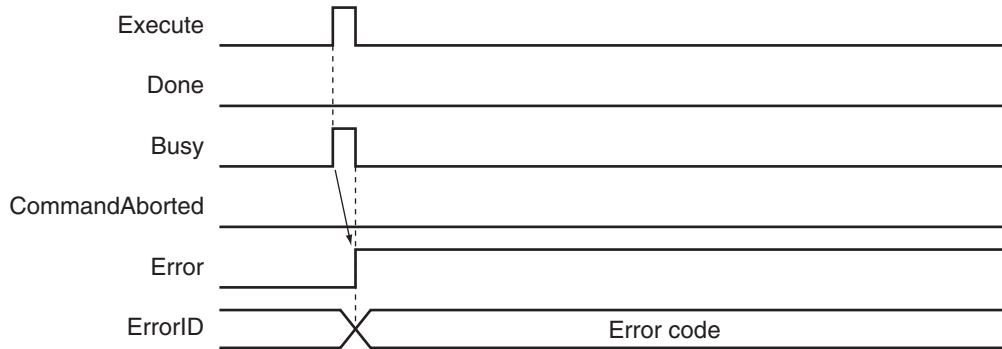 Execute
Done
Busy
CommandAborted
Error
ErrorID
Error code